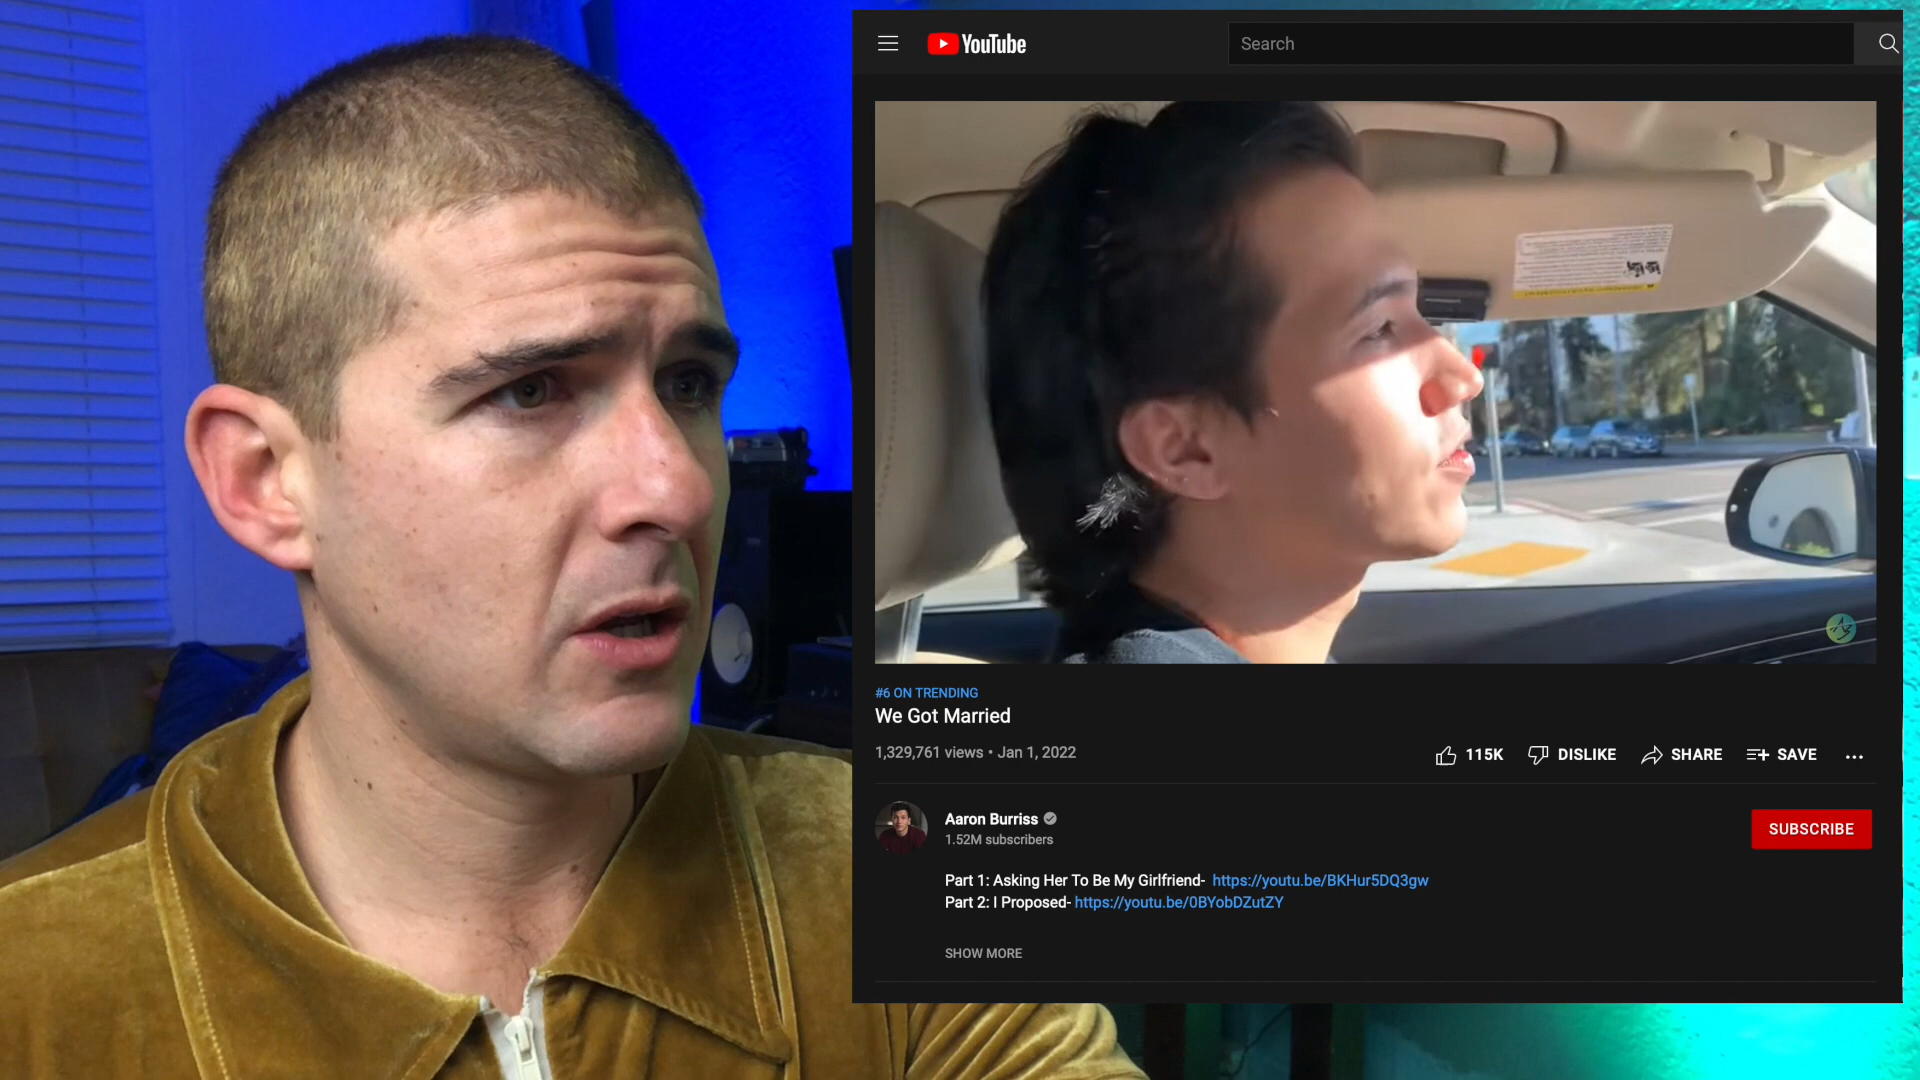 YouTube
Search
#6 ON TRENDING
We Got Married
1,329,761 views • Jan 1, 2022
115K DISLIKE SHARE SAVE ...
Aaron Burriss
1.52M subscribers
SUBSCRIBE
Part 1: Asking Her To Be My Girlfriend- https://youtu.be/BKHur5DQ3gw
Part 2: I Proposed- https://youtu.be/0BYobDZutZY
SHOW MORE